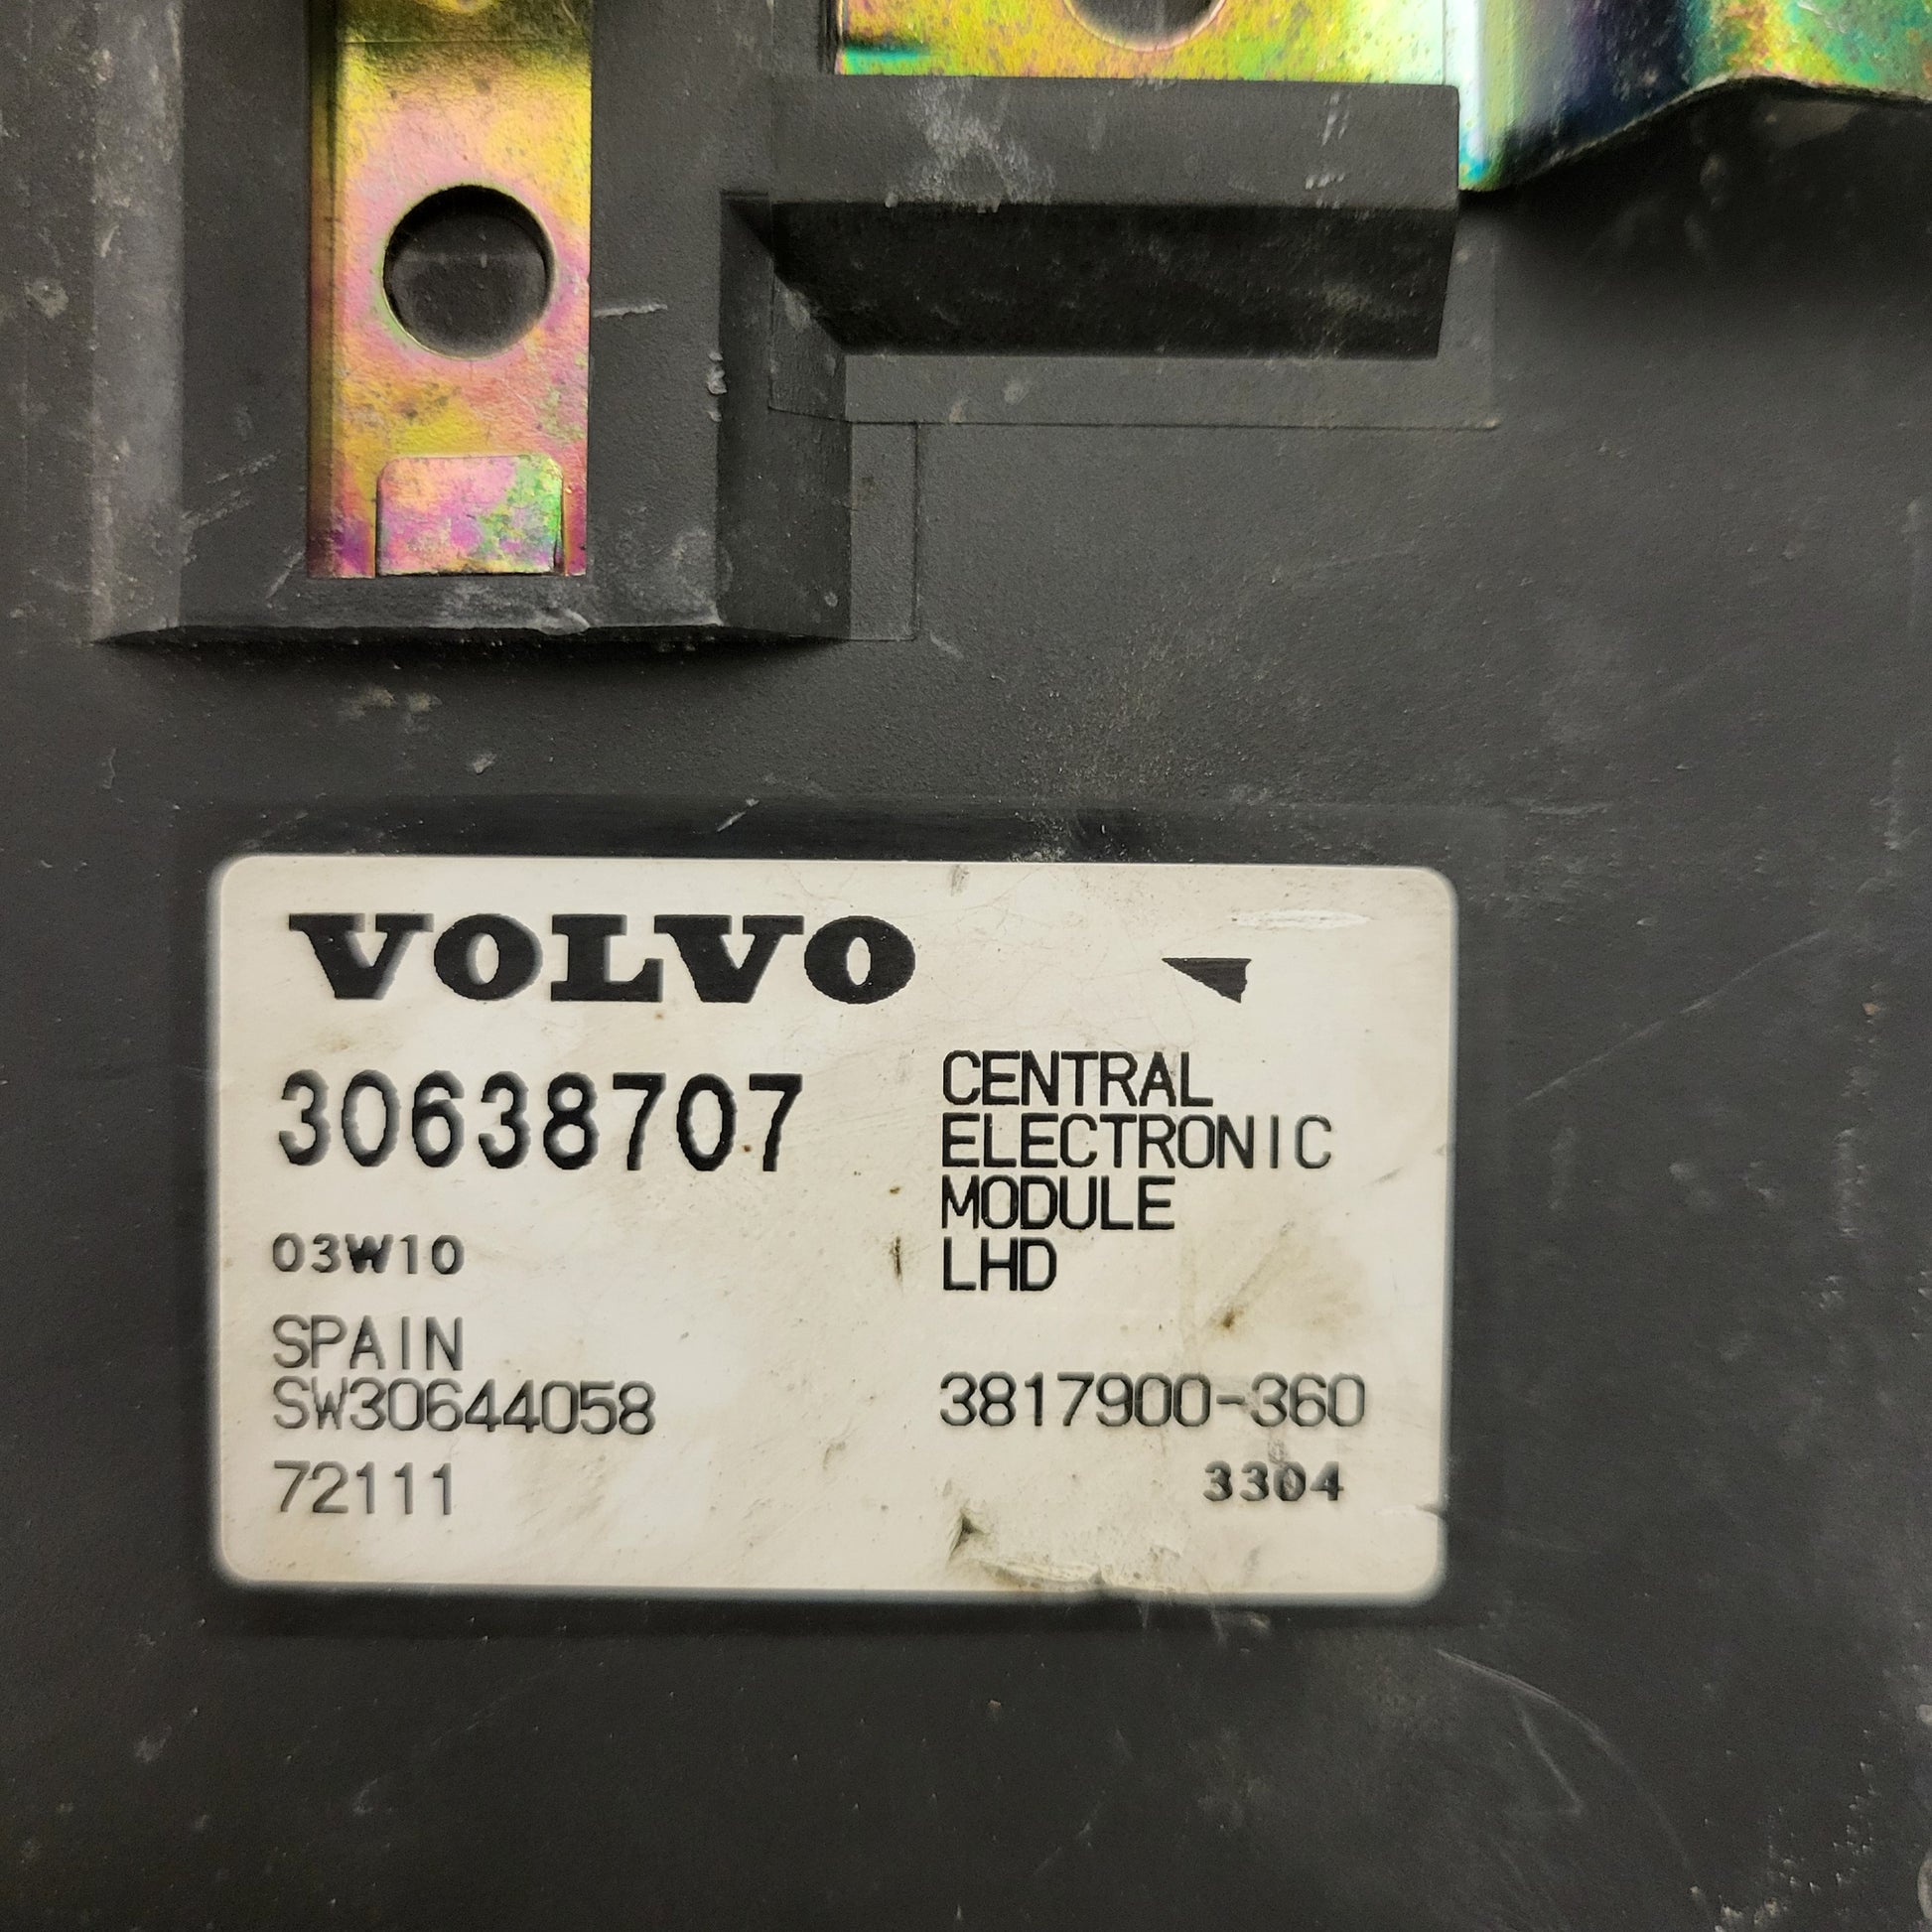 VOLVO
30638707
CENTRAL
ELECTRONIC
MODULE
LHD
03W10
SPAIN
SW30644058
3817900-360
72111
3304